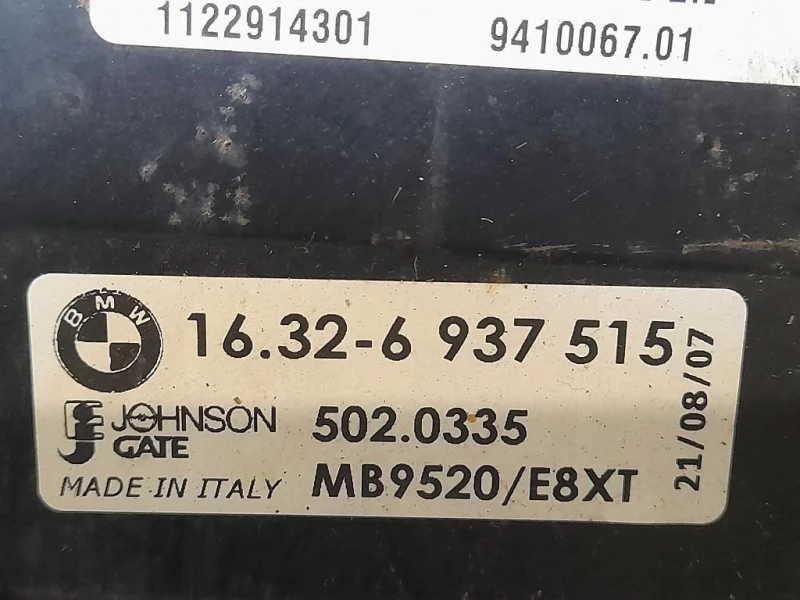 1122914301 9410067.01
BMW
16.32-6 937 515
JOHNSON
GATE
502.0335
MADE IN ITALY
MB9520/E8XT
21/08/07